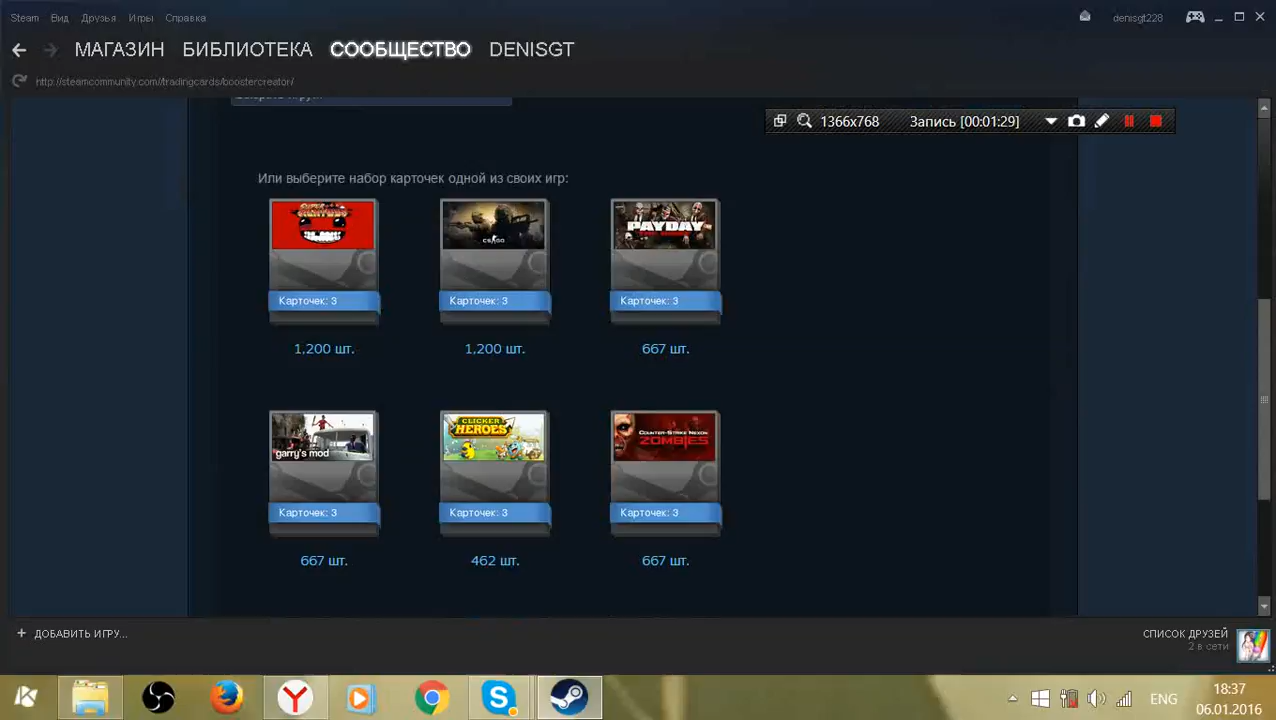 Steam Вид Друзья Игры Справка denisgt228
МАГАЗИН БИБЛИОТЕКА СООБЩЕСТВО DENISGT
http://steamcommunity.com//tradingcards/boostercreator/
1366x768 Запись [00:01:29]
Или выберите набор карточек одной из своих игр:
CS:GO PAYDAY
Карточек: 3 Карточек: 3 Карточек: 3
1,200 шт. 1,200 шт. 667 шт.
garry's mod CLICKER HEROES COUNTER-STRIKE NEXON ZOMBIES
Карточек: 3 Карточек: 3 Карточек: 3
667 шт. 462 шт. 667 шт.
+ ДОБАВИТЬ ИГРУ... СПИСОК ДРУЗЕЙ
2 в сети
ENG 18:37
06.01.2016